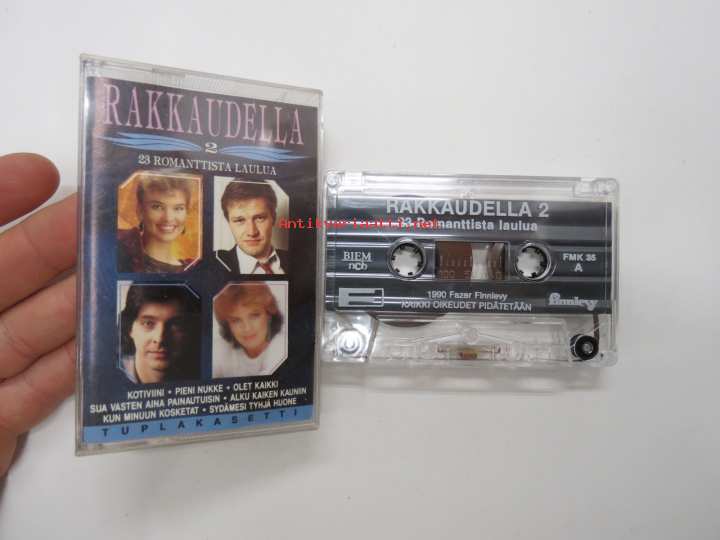 RAKKAUDELLA
2
23 ROMANTTISTA LAULUA
KOTIVIINI • PIENI NUKKE • OLET KAIKKI
SUA VASTEN AINA PAINAUTUISIN • ALKU KAIKEN KAUNIIN
KUN MINUUN KOSKETAT • SYDÄMESI TYHJÄ HUONE
TUPLAKASETTI
Antikvariaatti.net
RAKKAUDELLA 2
23 Romanttista laulua
BIEM
ncb
FMK 35
A
1990 Fazer Finnlevy
KAIKKI OIKEUDET PIDÄTETÄÄN
Finnlevy